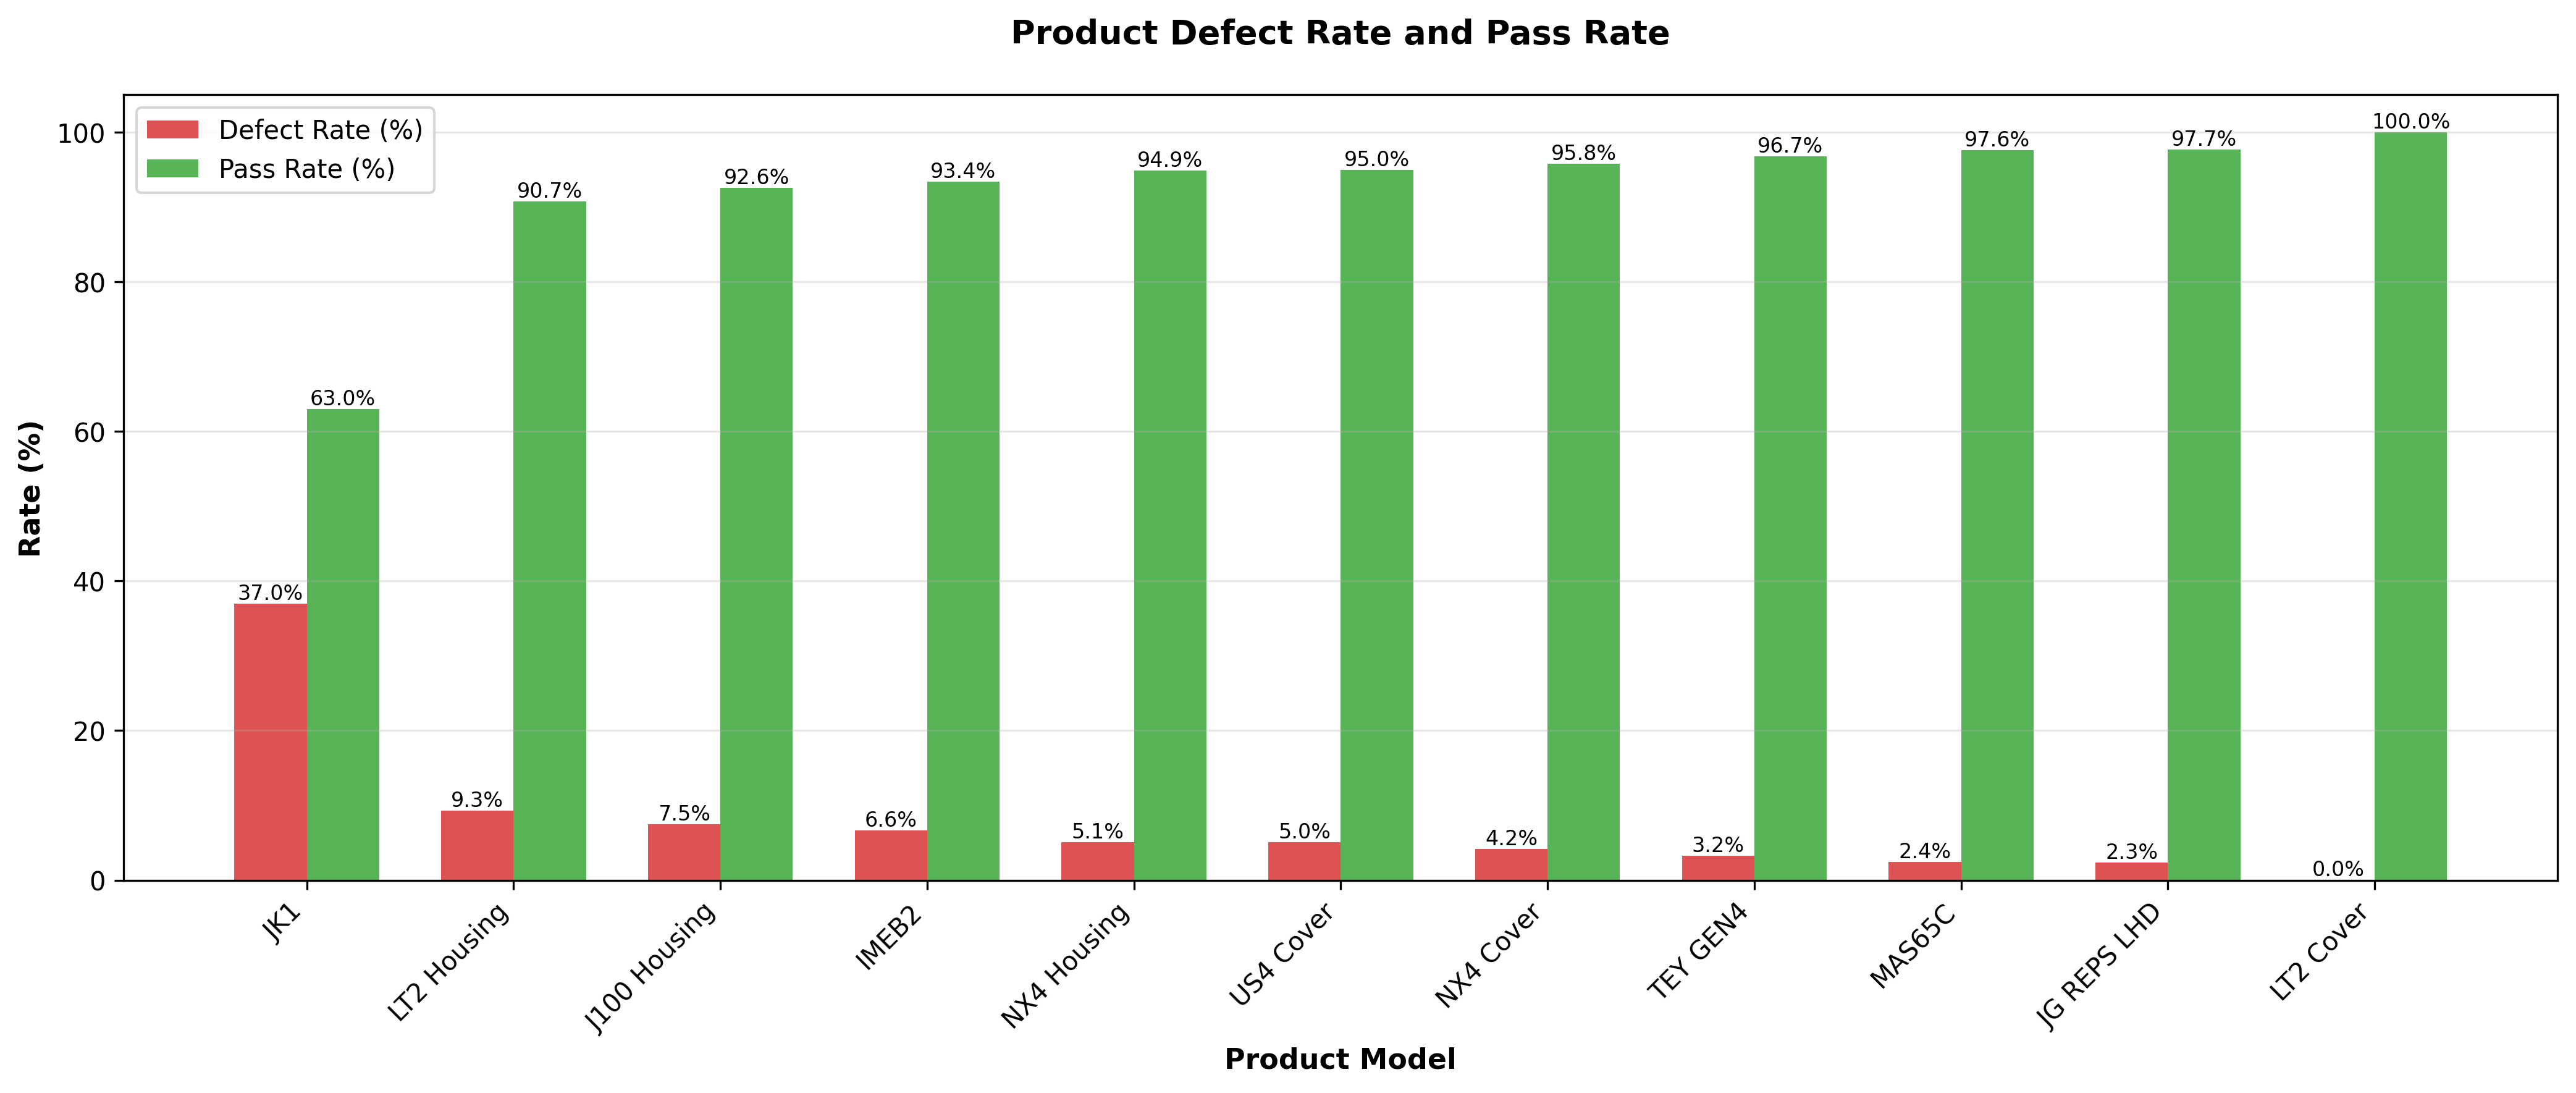 Product Defect Rate and Pass Rate
Defect Rate (%)
Pass Rate (%)
Rate (%)
100
80
60
40
20
0
37.0%
63.0%
9.3%
90.7%
7.5%
92.6%
6.6%
93.4%
5.1%
94.9%
5.0%
95.0%
4.2%
95.8%
3.2%
96.7%
2.4%
97.6%
2.3%
97.7%
0.0%
100.0%
JK1
LT2 Housing
J100 Housing
IMEB2
NX4 Housing
US4 Cover
NX4 Cover
TEY GEN4
MAS65C
JG REPS LHD
LT2 Cover
Product Model